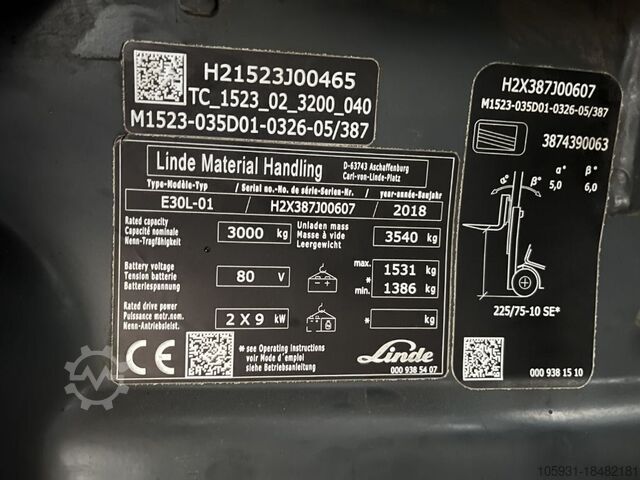 H21523J00465
TC_1523_02_3200_040
M1523-035D01-0326-05/387
Linde Material Handling
D-63743 Aschaffenburg
Carl-von-Linde-Platz
Type-Modèle-Typ / Serial no.-No. de série-Serien-Nr. / year-année-Baujahr
E30L-01 / H2X387J00607 / 2018
Rated capacity
Capacité nominale
Nenn-Tragfähigkeit
3000 kg
Unladen mass
Masse à vide
Leergewicht
3540 kg
Battery voltage
Tension batterie
Batteriespannung
80 V
max. 1531 kg
*
min. 1386 kg
Rated drive power
Puissance motr.nom.
Nenn-Antriebsleist.
2 X 9 kW
* kg
CE
* see Operating instructions
voir Mode d'emploi
siehe Betriebsanleitung
Linde
000 938 54 07
H2X387J00607
M1523-035D01-0326-05/387
3874390063
α° β°
5,0 6,0
225/75-10 SE*
000 938 15 10
105931-18482181